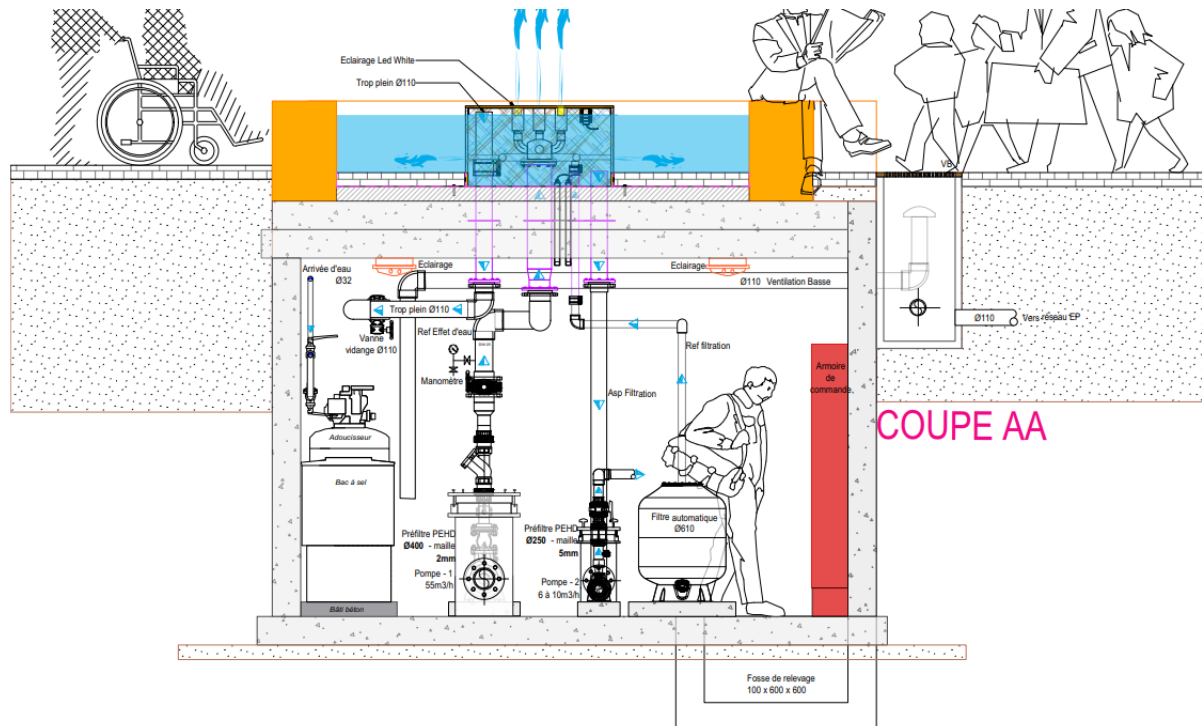 Eclairage Led White
Trop plein Ø110
VB
Arrivée d'eau
Ø32
Eclairage
Eclairage
Ø110 Ventilation Basse
Trop plein Ø110
Vanne
vidange Ø110
Ref Effet d'eau
Manomètre
Ref filtration
Asp Filtration
Ø110
Vers réseau EP
Armoire
de
commande
COUPE AA
Adoucisseur
Bac à sel
Préfiltre PEHD
Ø400 - maille
2mm
Pompe - 1
55m3/h
Préfiltre PEHD
Ø250 - maille
5mm
Pompe - 2
6 à 10m3/h
Filtre automatique
Ø610
Bâti béton
Fosse de relevage
100 x 600 x 600